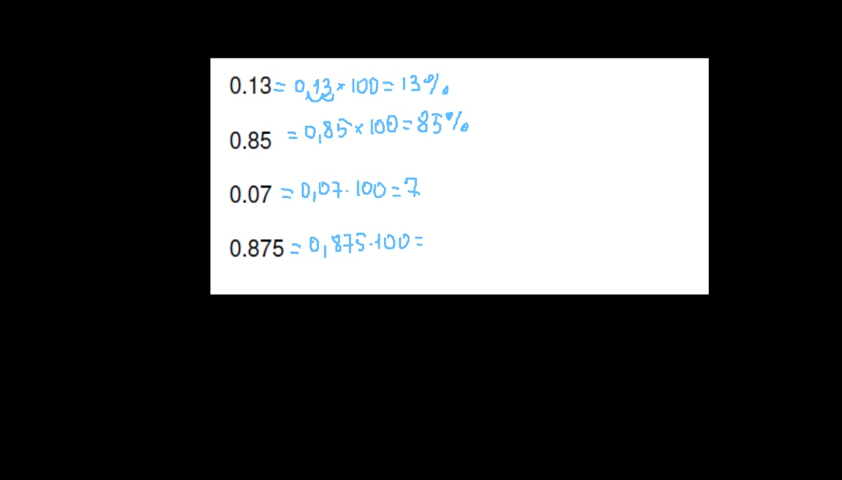 0.13 = 0,13 × 100 = 13%
0.85 = 0,85 × 100 = 85%
0.07 = 0,07 · 100 = 7
0.875 = 0,875 · 100 =